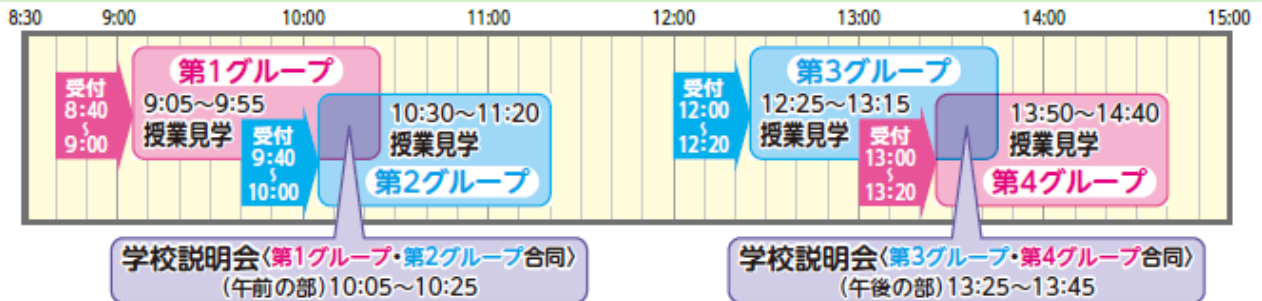 8:30 9:00 10:00 11:00 12:00 13:00 14:00 15:00
受付
8:40
〜
9:00
第1グループ
9:05〜9:55
授業見学
受付
9:40
〜
10:00
10:30〜11:20
授業見学
第2グループ
受付
12:00
〜
12:20
第3グループ
12:25〜13:15
授業見学
受付
13:00
〜
13:20
13:50〜14:40
授業見学
第4グループ
学校説明会〈第1グループ・第2グループ合同〉
(午前の部)10:05〜10:25
学校説明会〈第3グループ・第4グループ合同〉
(午後の部)13:25〜13:45